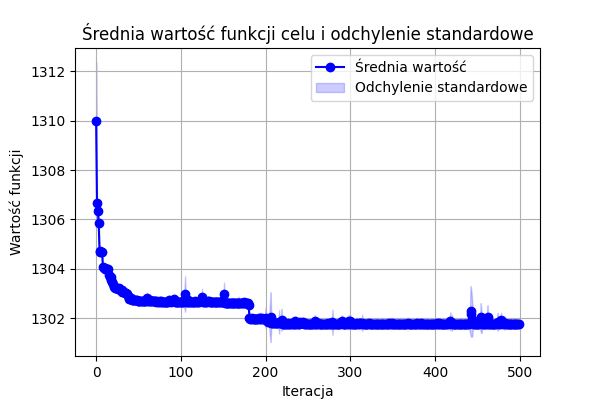 Średnia wartość funkcji celu i odchylenie standardowe
Średnia wartość
Odchylenie standardowe
Wartość funkcji
1312
1310
1308
1306
1304
1302
0 100 200 300 400 500
Iteracja